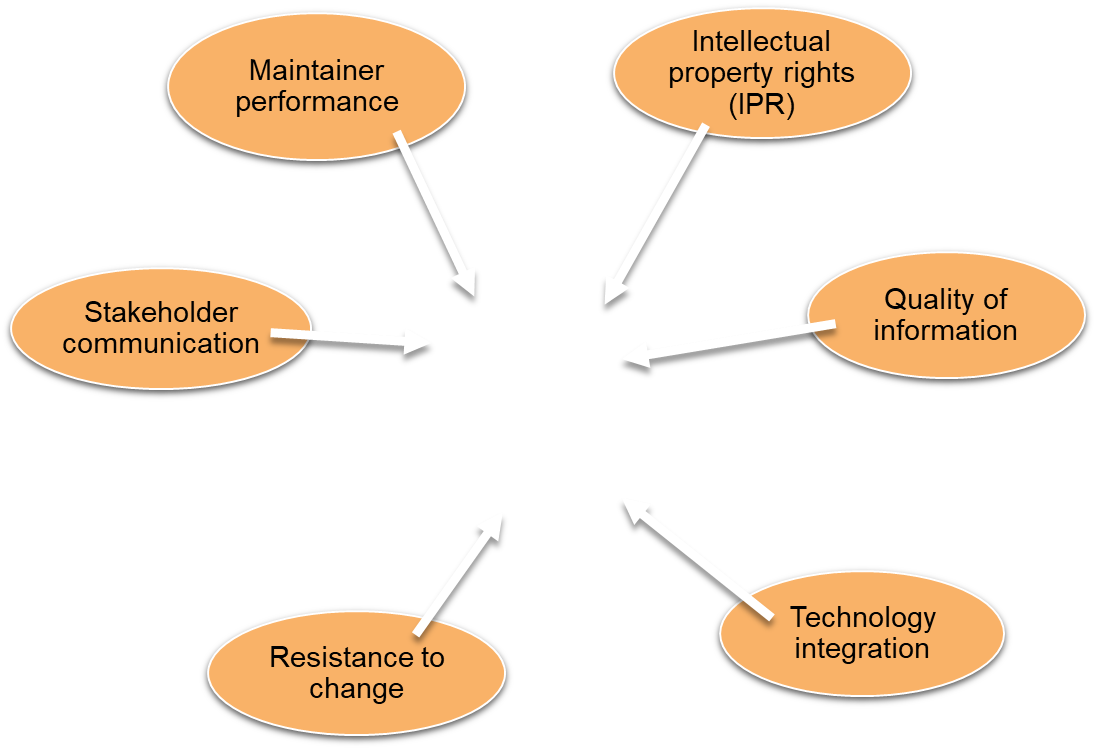 Maintainer
performance
Intellectual
property rights
(IPR)
Stakeholder
communication
Quality of
information
Resistance to
change
Technology
integration